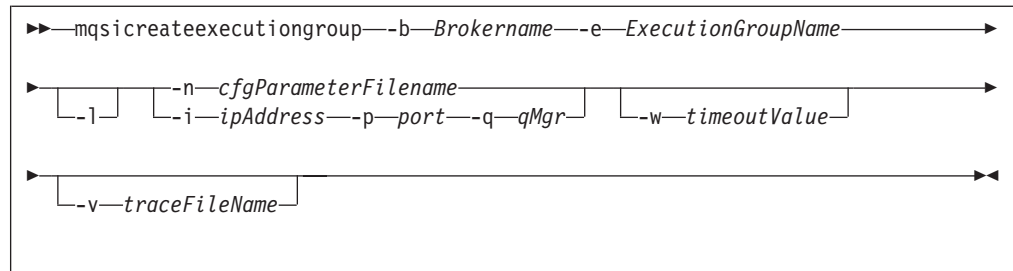 mqsicreateexecutiongroup -b Brokername -e ExecutionGroupName
-n cfgParameterFilename
-l -i ipAddress -p port -q qMgr -w timeoutValue
-v traceFileName